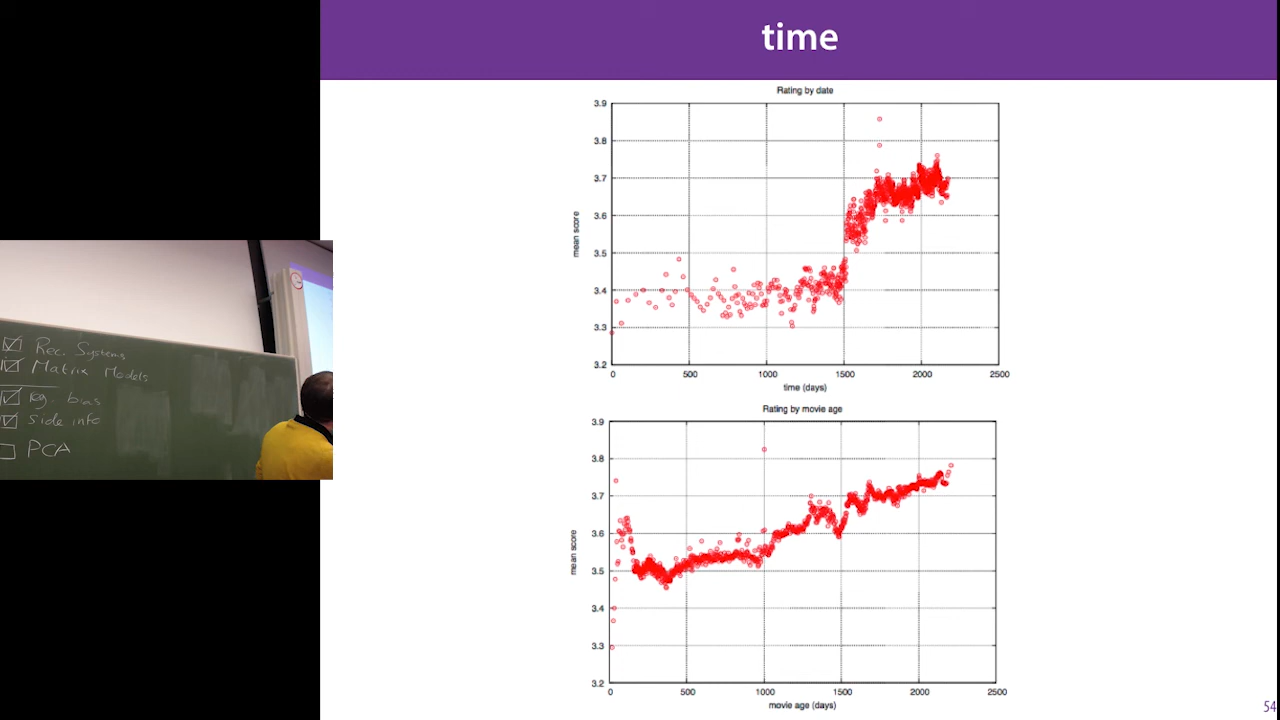 time
Rating by date
3.9
3.8
3.7
3.6
3.5
3.4
3.3
3.2
mean score
0 500 1000 1500 2000 2500
time (days)
Rating by movie age
3.9
3.8
3.7
3.6
3.5
3.4
3.3
3.2
mean score
0 500 1000 1500 2000 2500
movie age (days)
54
Rec. Systems
Matrix Models
reg. bias
Side info
PCA